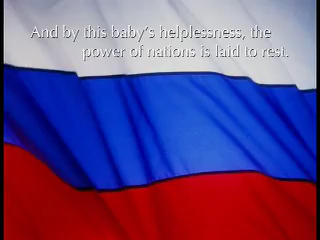 And by this baby's helplessness, the
power of nations is laid to rest.